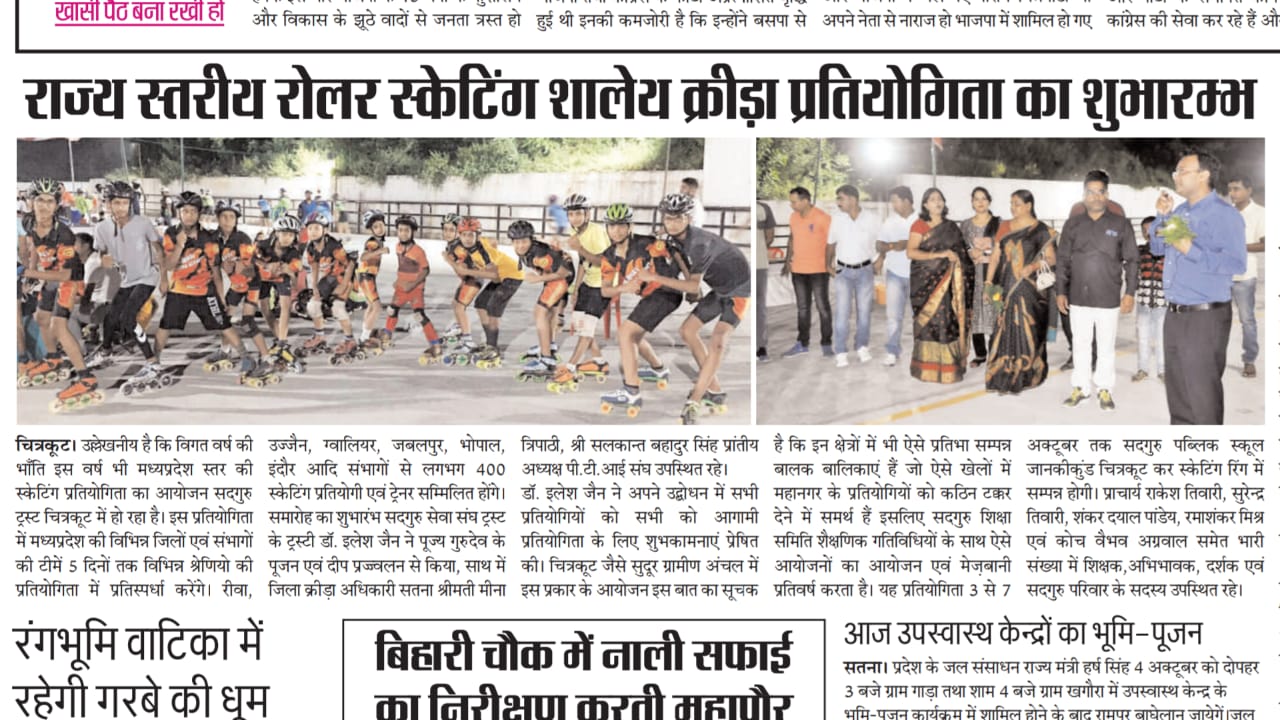 खासी पैठ बना रखी हो
और विकास के झूठे वादों से जनता त्रस्त हो
हुई थी इनकी कमजोरी है कि इन्होंने बसपा से
अपने नेता से नाराज हो भाजपा में शामिल हो गए
कांग्रेस की सेवा कर रहे हैं
राज्य स्तरीय रोलर स्केटिंग शालेय क्रीड़ा प्रतियोगिता का शुभारम्भ
चित्रकूट। उल्लेखनीय है कि विगत वर्ष की
भाँति इस वर्ष भी मध्यप्रदेश स्तर की
स्केटिंग प्रतियोगिता का आयोजन सदगुरु
ट्रस्ट चित्रकूट में हो रहा है। इस प्रतियोगिता
में मध्यप्रदेश की विभिन्न जिलों एवं संभागों
की टीमें 5 दिनों तक विभिन्न श्रेणियो की
प्रतियोगिता में प्रतिस्पर्धा करेंगे। रीवा,
उज्जैन, ग्वालियर, जबलपुर, भोपाल,
इंदौर आदि संभागों से लगभग 400
स्केटिंग प्रतियोगी एवं ट्रेनर सम्मिलित होंगे।
समारोह का शुभारंभ सदगुरु सेवा संघ ट्रस्ट
के ट्रस्टी डॉ. इलेश जैन ने पूज्य गुरुदेव के
पूजन एवं दीप प्रज्ज्वलन से किया, साथ में
जिला क्रीड़ा अधिकारी सतना श्रीमती मीना
त्रिपाठी, श्री सलकान्त बहादुर सिंह प्रांतीय
अध्यक्ष पी.टी.आई संघ उपस्थित रहे।
डॉ. इलेश जैन ने अपने उद्बोधन में सभी
प्रतियोगियों को सभी को आगामी
प्रतियोगिता के लिए शुभकामनाएं प्रेषित
की। चित्रकूट जैसे सुदूर ग्रामीण अंचल में
इस प्रकार के आयोजन इस बात का सूचक
है कि इन क्षेत्रों में भी ऐसे प्रतिभा सम्पन्न
बालक बालिकाएं हैं जो ऐसे खेलों में
महानगर के प्रतियोगियों को कठिन टक्कर
देने में समर्थ हैं इसलिए सदगुरु शिक्षा
समिति शैक्षणिक गतिविधियों के साथ ऐसे
आयोजनों का आयोजन एवं मेज़बानी
प्रतिवर्ष करता है। यह प्रतियोगिता 3 से 7
अक्टूबर तक सदगुरु पब्लिक स्कूल
जानकीकुंड चित्रकूट कर स्केटिंग रिंग में
सम्पन्न होगी। प्राचार्य राकेश तिवारी, सुरेन्द्र
तिवारी, शंकर दयाल पांडेय, रमाशंकर मिश्र
एवं कोच वैभव अग्रवाल समेत भारी
संख्या में शिक्षक,अभिभावक, दर्शक एवं
सदगुरु परिवार के सदस्य उपस्थित रहे।
रंगभूमि वाटिका में
रहेगी गरबे की धूम
बिहारी चौक में नाली सफाई
का निरीक्षण करती महापौर
आज उपस्वास्थ केन्द्रों का भूमि-पूजन
सतना। प्रदेश के जल संसाधन राज्य मंत्री हर्ष सिंह 4 अक्टूबर को दोपहर
3 बजे ग्राम गाड़ा तथा शाम 4 बजे ग्राम खगौरा में उपस्वास्थ केन्द्र के
भूमि-पूजन कार्यक्रम में शामिल होने के बाद रामपुर बाघेलान जायेगें।जल